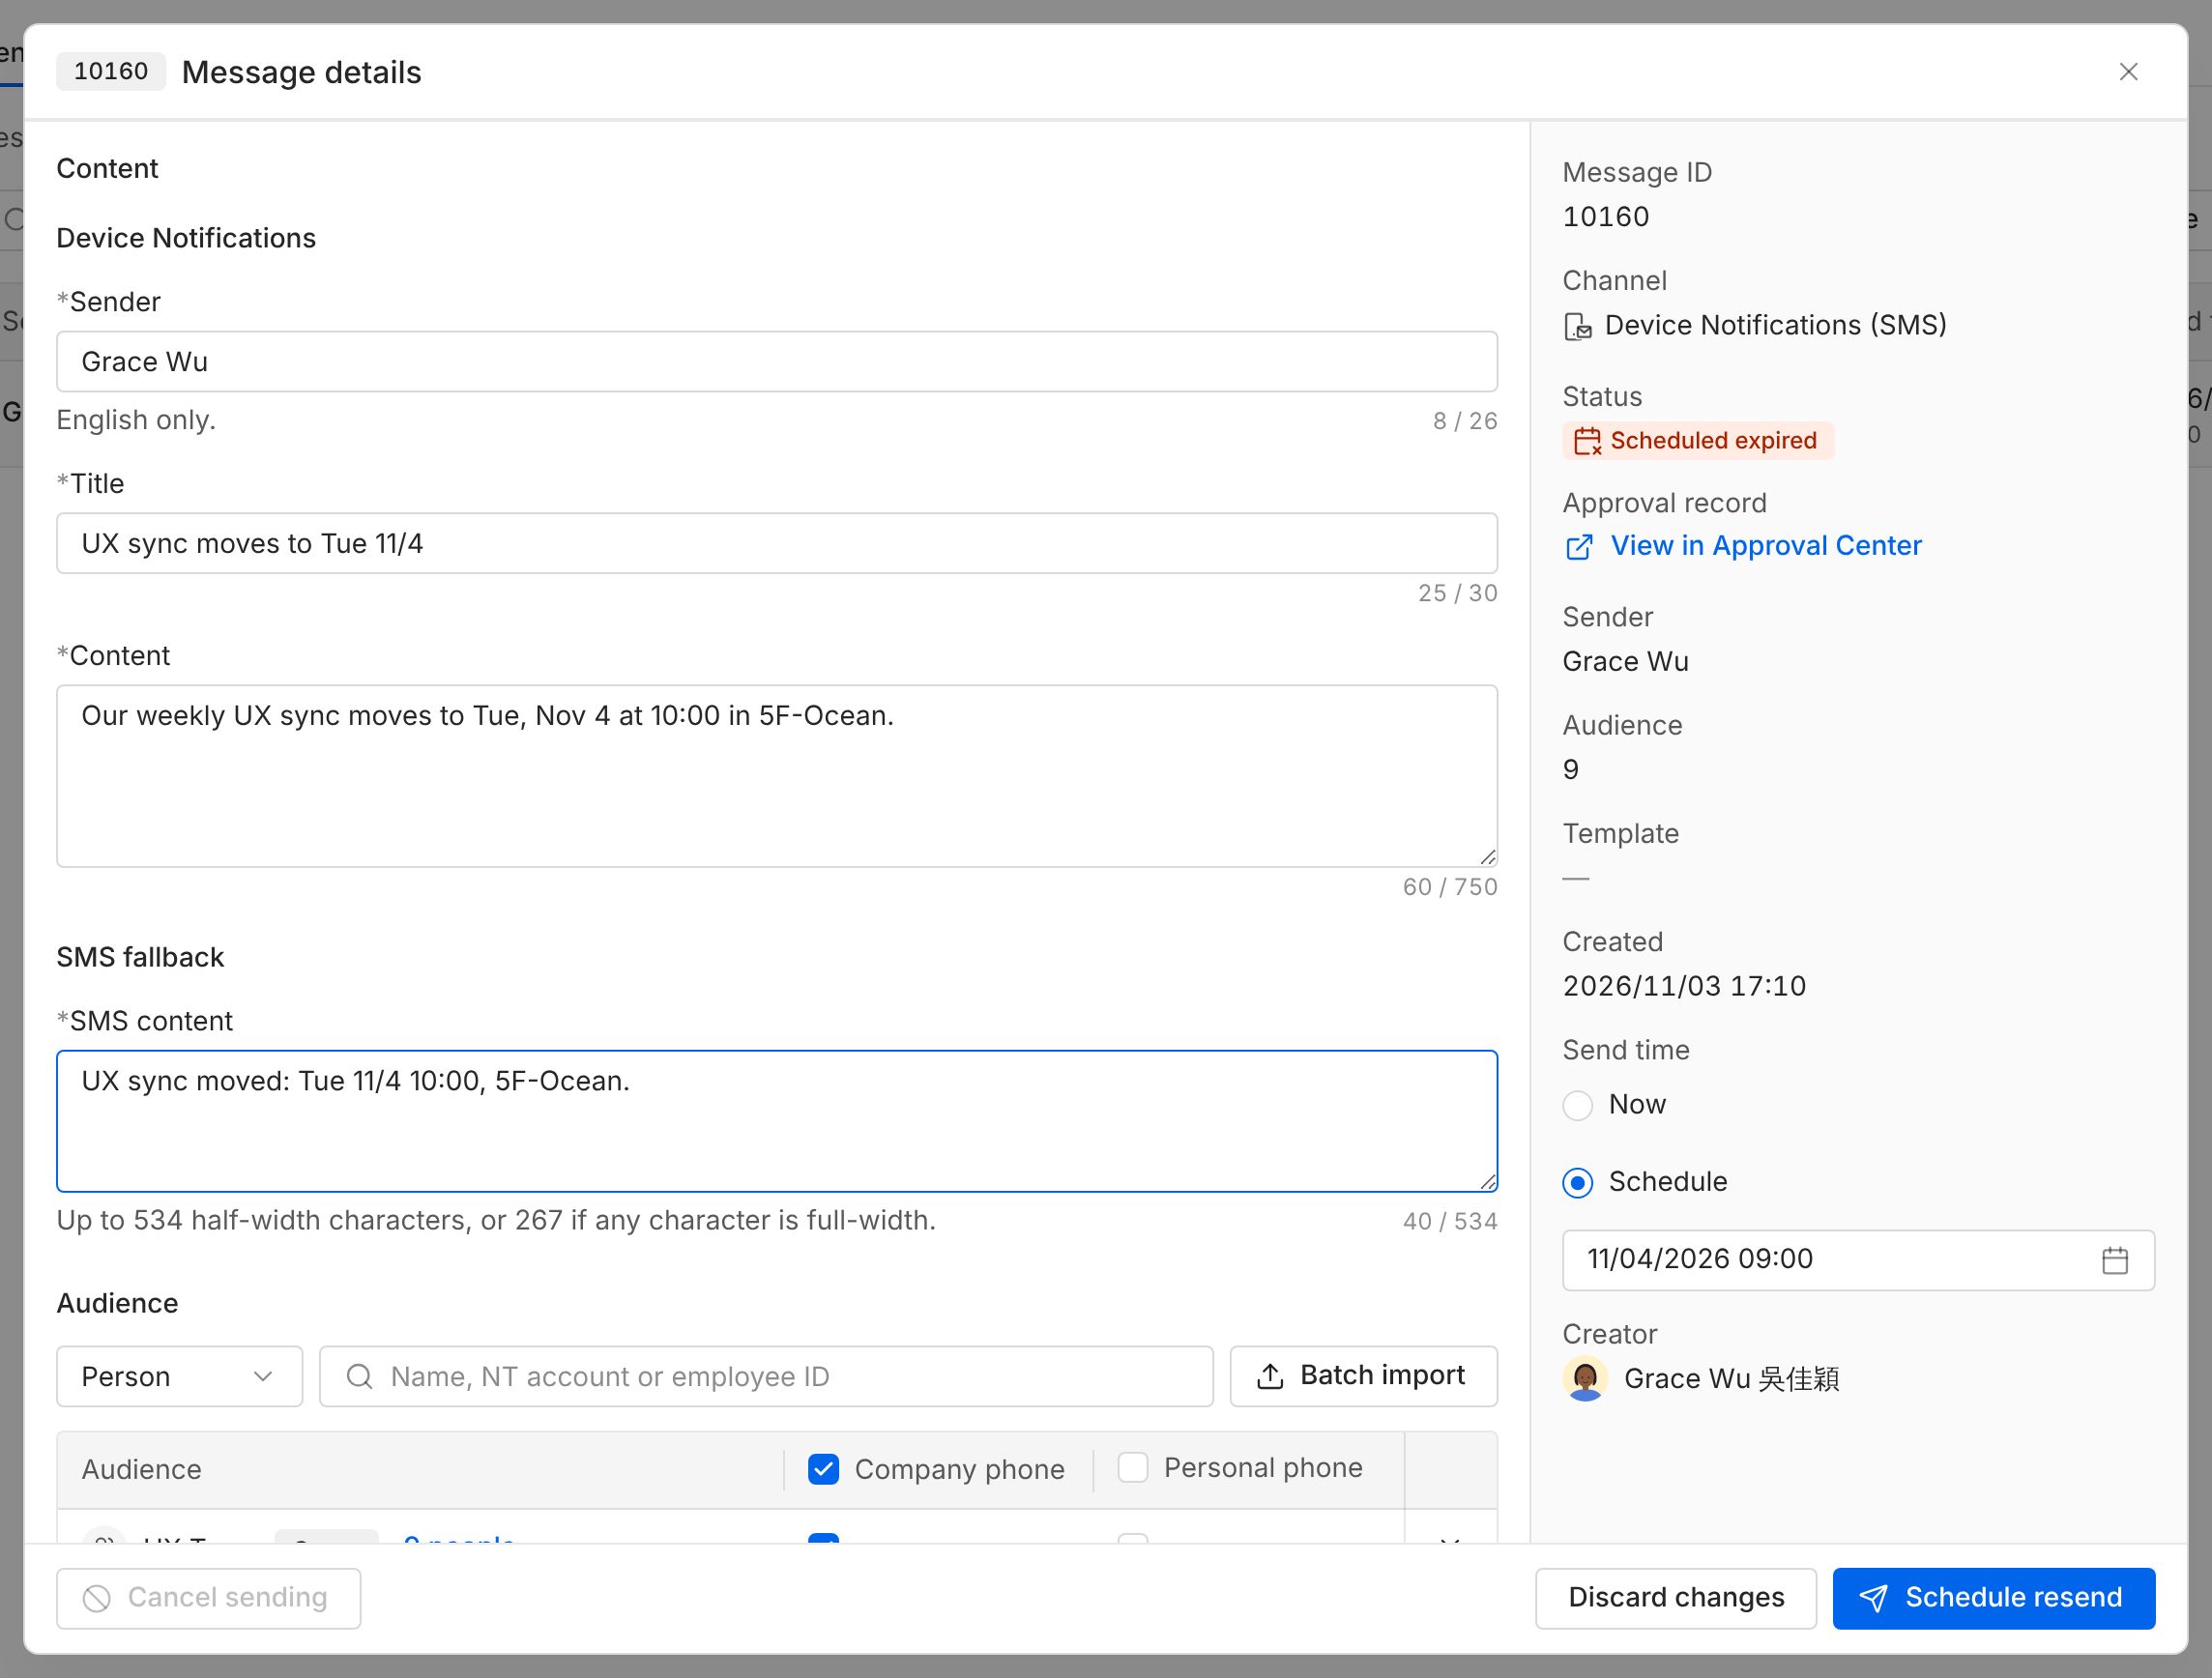 10160 Message details
Content
Device Notifications
*Sender
Grace Wu
English only.
8 / 26
*Title
UX sync moves to Tue 11/4
25 / 30
*Content
Our weekly UX sync moves to Tue, Nov 4 at 10:00 in 5F-Ocean.
60 / 750
SMS fallback
*SMS content
UX sync moved: Tue 11/4 10:00, 5F-Ocean.
Up to 534 half-width characters, or 267 if any character is full-width.
40 / 534
Audience
Person
Name, NT account or employee ID
Batch import
Audience
Company phone
Personal phone
Message ID
10160
Channel
Device Notifications (SMS)
Status
Scheduled expired
Approval record
View in Approval Center
Sender
Grace Wu
Audience
9
Template
—
Created
2026/11/03 17:10
Send time
Now
Schedule
11/04/2026 09:00
Creator
Grace Wu 吳佳穎
Cancel sending
Discard changes
Schedule resend